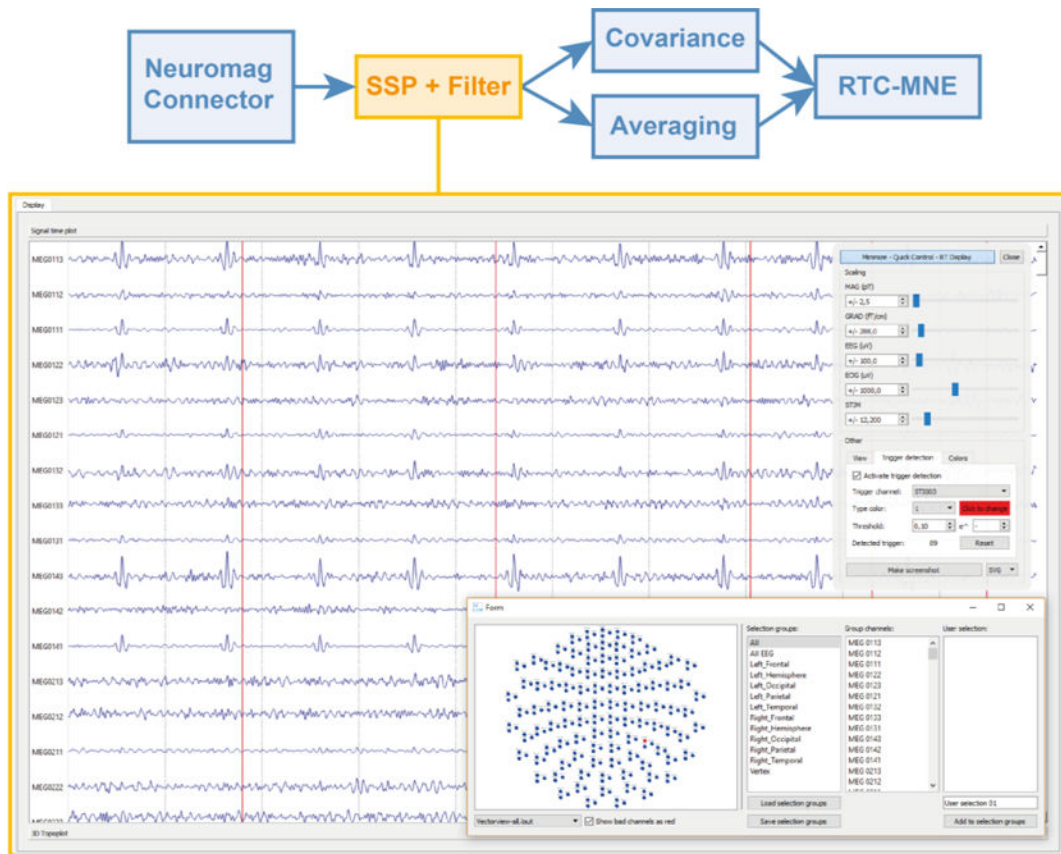 Neuromag
Connector
SSP + Filter
Covariance
Averaging
RTC-MNE
Display
Signal time plot
MEG0113
MEG0112
MEG0111
MEG0122
MEG0123
MEG0121
MEG0132
MEG0133
MEG0131
MEG0143
MEG0142
MEG0141
MEG0213
MEG0212
MEG0211
MEG0222
MEG0223
3D Topoplot
Minimize - Quick Control - RT Display
Close
Scaling
MAG (pT)
+/- 2,5
GRAD (fT/cm)
+/- 288,0
EEG (uV)
+/- 100,0
EOG (uV)
+/- 1000,0
STIM
+/- 12,200
Other
View
Trigger detection
Colors
Activate trigger detection
Trigger channel:
STI003
Type color:
1
Click to change
Threshold:
0,10
e^
-
Detected trigger:
89
Reset
Make screenshot
SVG
Form
Selection groups:
All
All EEG
Left_Frontal
Left_Hemisphere
Left_Occipital
Left_Parietal
Left_Temporal
Right_Frontal
Right_Hemisphere
Right_Occipital
Right_Parietal
Right_Temporal
Vertex
Group channels:
MEG 0113
MEG 0112
MEG 0111
MEG 0122
MEG 0123
MEG 0121
MEG 0132
MEG 0133
MEG 0131
MEG 0143
MEG 0142
MEG 0141
MEG 0213
MEG 0212
User selection:
Load selection groups
User selection 01
Vectorview-all.lout
Show bad channels as red
Save selection groups
Add to selection groups